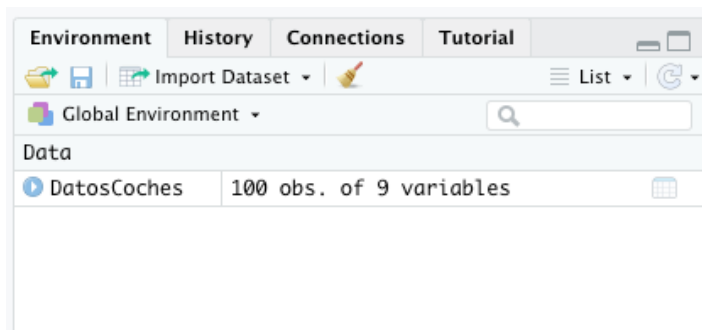 Environment History Connections Tutorial
Import Dataset List
Global Environment
Data
DatosCoches 100 obs. of 9 variables